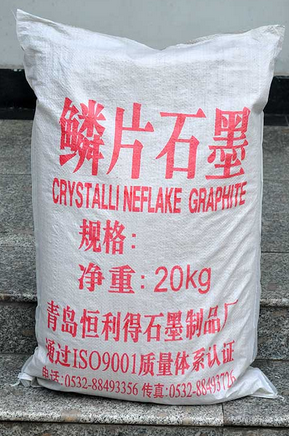 鳞片石墨
CRYSTALLI NEFLAKE GRAPHITE
规格:
净重: 20kg
青岛恒利得石墨制品厂
通过ISO9001质量体系认证
电话:0532-88493356 传真:0532-88493726